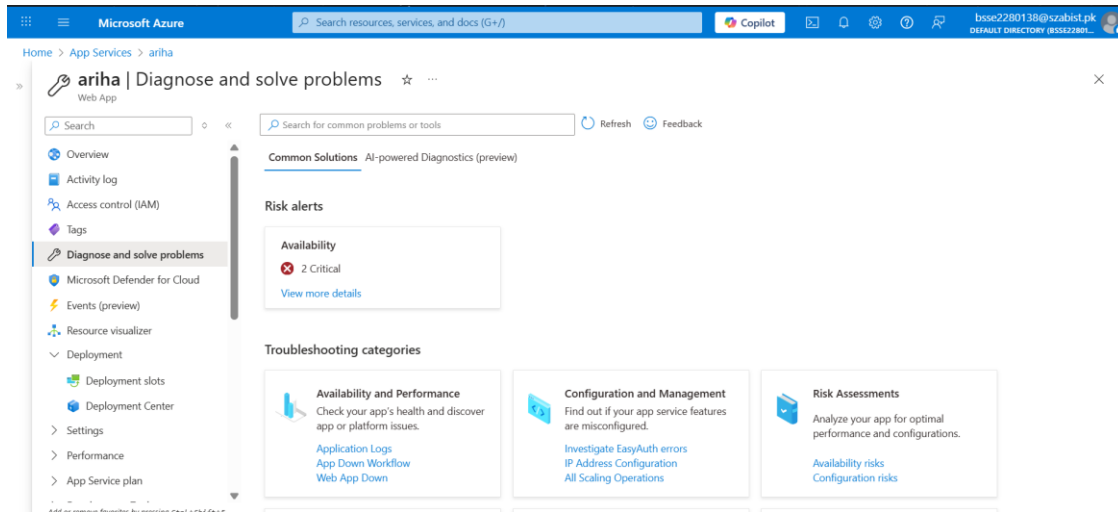 Microsoft Azure
Search resources, services, and docs (G+/)
Copilot
bsse2280138@szabist.pk
DEFAULT DIRECTORY (BSSE22801...
Home > App Services > ariha
ariha | Diagnose and solve problems
Web App
Search
Search for common problems or tools
Refresh
Feedback
Overview
Activity log
Access control (IAM)
Tags
Diagnose and solve problems
Microsoft Defender for Cloud
Events (preview)
Resource visualizer
Deployment
Deployment slots
Deployment Center
Settings
Performance
App Service plan
Common Solutions
AI-powered Diagnostics (preview)
Risk alerts
Availability
2 Critical
View more details
Troubleshooting categories
Availability and Performance
Check your app's health and discover
app or platform issues.
Application Logs
App Down Workflow
Web App Down
Configuration and Management
Find out if your app service features
are misconfigured.
Investigate EasyAuth errors
IP Address Configuration
All Scaling Operations
Risk Assessments
Analyze your app for optimal
performance and configurations.
Availability risks
Configuration risks